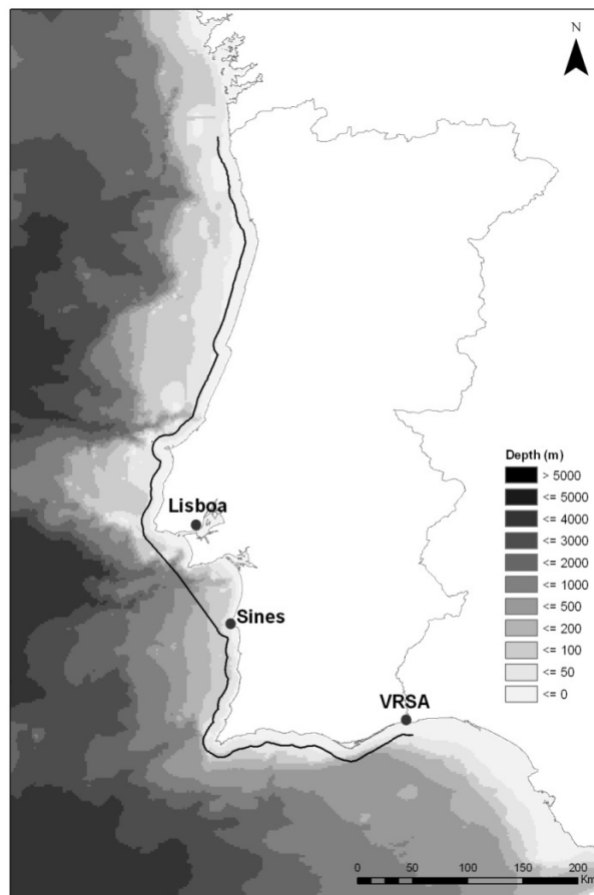 N
Lisboa
Sines
VRSA
Depth (m)
> 5000
<= 5000
<= 4000
<= 3000
<= 2000
<= 1000
<= 500
<= 200
<= 100
<= 50
<= 0
0 50 100 150 200
Km